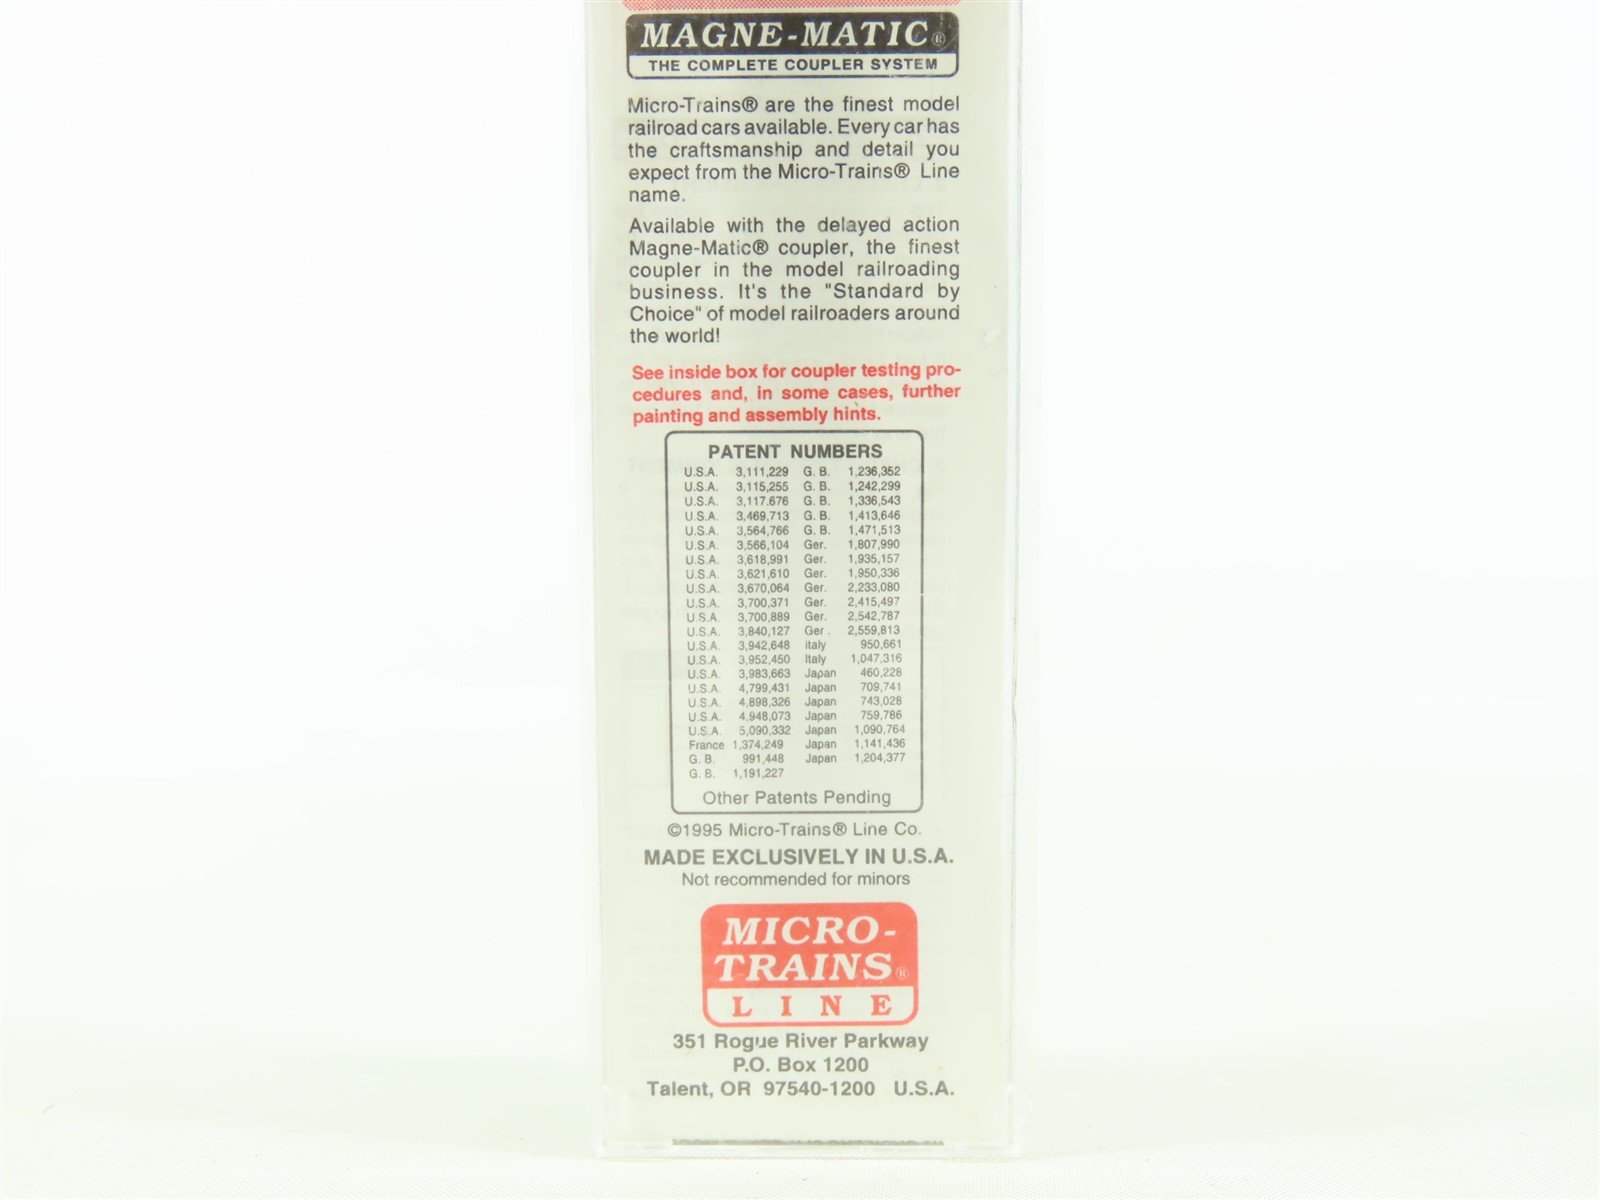 MAGNE-MATIC®
THE COMPLETE COUPLER SYSTEM
Micro-Trains® are the finest model
railroad cars available. Every car has
the craftsmanship and detail you
expect from the Micro-Trains® Line
name.
Available with the delayed action
Magne-Matic® coupler, the finest
coupler in the model railroading
business. It's the "Standard by
Choice" of model railroaders around
the world!
See inside box for coupler testing pro-
cedures and, in some cases, further
painting and assembly hints.
PATENT NUMBERS
U.S.A. 3,111,229 G. B. 1,236,352
U.S.A. 3,115,255 G. B. 1,242,299
U.S.A. 3,117.676 G. B. 1,336,543
U.S.A. 3,469,713 G. B. 1,413,646
U.S.A. 3,564,766 G. B. 1,471,513
U.S.A. 3,566,104 Ger. 1,807,990
U.S.A. 3,618,991 Ger. 1,935,157
U.S.A. 3,621,610 Ger. 1,950,336
U.S.A. 3,670,064 Ger. 2,233,080
U.S.A. 3,700,371 Ger. 2,415,497
U.S.A. 3,700,889 Ger. 2,542,787
U.S.A. 3,840,127 Ger . 2,559,813
U.S.A. 3,942,648 Italy 950,661
U.S.A. 3,952,450 Italy 1,047,316
U.S.A. 3,983,663 Japan 460,228
U.S.A. 4,799,431 Japan 709,741
U.S.A. 4,898,326 Japan 743,028
U.S.A. 4,948,073 Japan 759,786
U.S.A. 5,090,332 Japan 1,090,764
France 1,374,249 Japan 1,141,436
G. B. 991,448 Japan 1,204,377
G. B. 1,191,227
Other Patents Pending
©1995 Micro-Trains® Line Co.
MADE EXCLUSIVELY IN U.S.A.
Not recommended for minors
MICRO-
TRAINS®
LINE
351 Rogue River Parkway
P.O. Box 1200
Talent, OR 97540-1200 U.S.A.